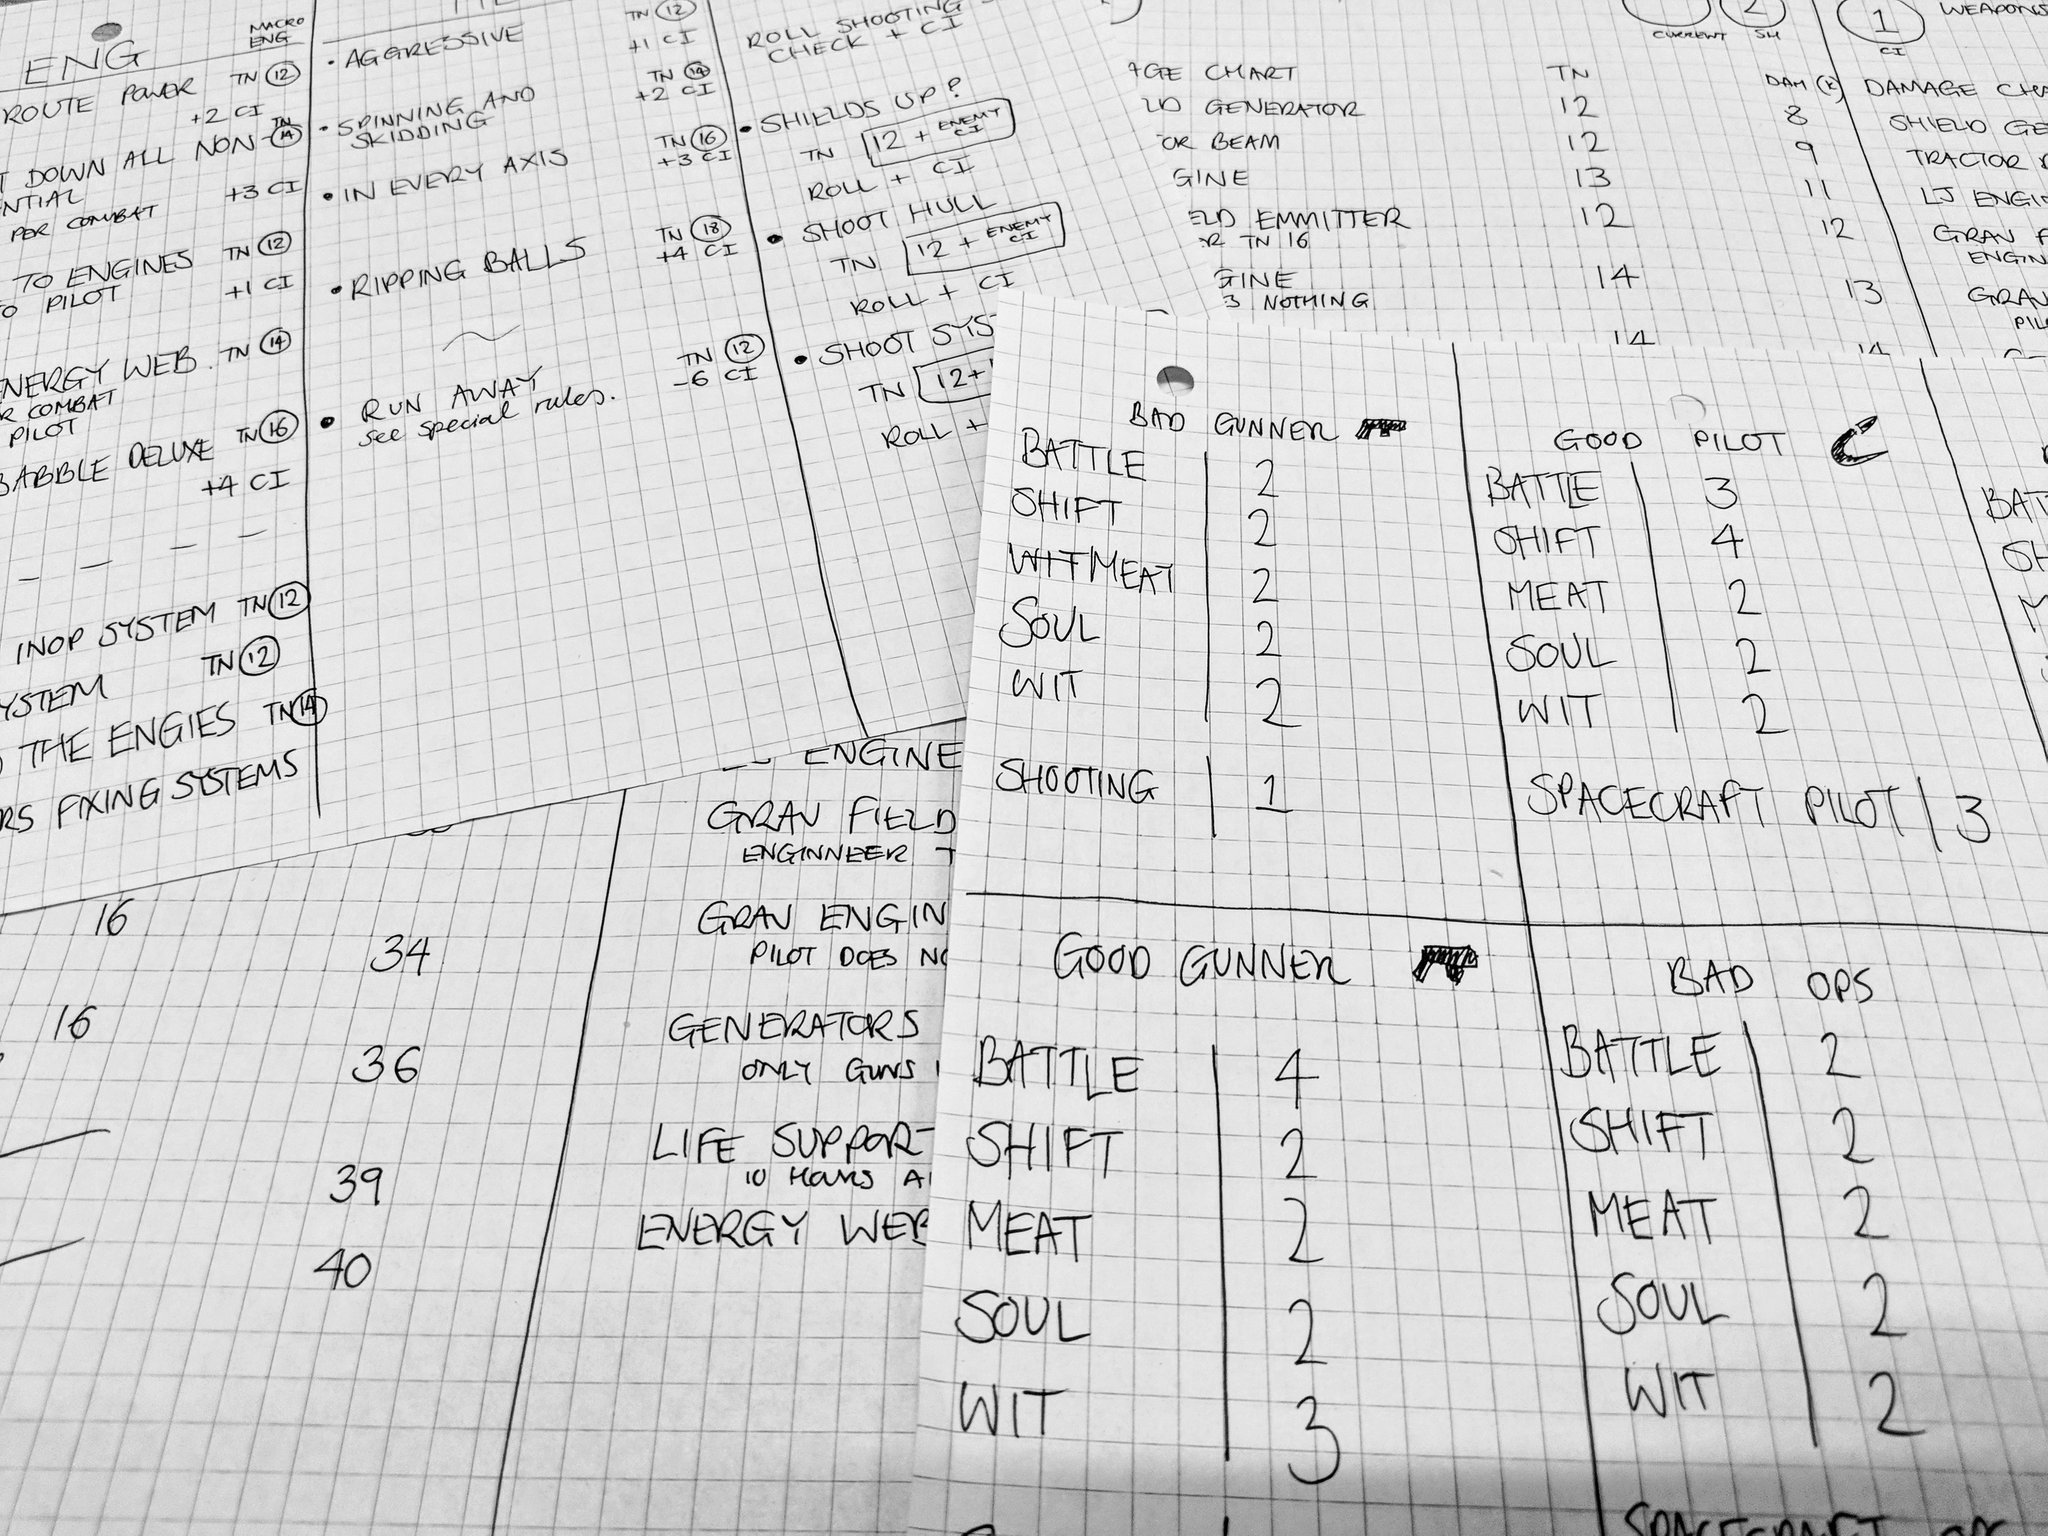 ENG
MACRO
ENG
ROUTE POWER TN 12
+2 CI
DOWN ALL NON- TN 14
NTIAL
+3 CI
PER COMBAT
TO ENGINES TN 12
TO PILOT +1 CI
ENERGY WEB. TN 14
R COMBAT
PILOT
BABBLE DELUXE TN 16
+4 CI
INOP SYSTEM TN 12
YSTEM TN 12
THE ENGIES TN 14
RS FIXING SYSTEMS
TN 12
• AGGRESSIVE +1 CI
TN 14
• SPINNING AND +2 CI
SKIDDING
TN 16
• IN EVERY AXIS +3 CI
TN 18
• RIPPING BALLS +4 CI
TN 12
• RUN AWAY -6 CI
see special rules.
ROLL SHOOTING
CHECK + CI
• SHIELDS UP?
TN 12 + ENEMY CI
ROLL + CI
• SHOOT HULL
TN 12 + ENEMY CI
ROLL + CI
• SHOOT SYS
TN 12+
ROLL +
CURRENT
2
SH
AGE CHART TN DAM (K)
LD GENERATOR 12 8
OR BEAM 12 9
GINE 13 11
ELD EMMITTER 12 12
R TN 16
GINE 14 13
3 NOTHING
14 14
1
CI
WEAPONS
DAMAGE CHA
SHIELD GE
TRACTOR B
LJ ENGI
GRAV F
ENGIN
GRAV
PIL
16 34
16 36
39
40
ENGINE
GRAV FIELD
ENGINNEER T
GRAV ENGIN
PILOT DOES NO
GENERATORS
ONLY GUNS
LIFE SUPPORT
10 HOURS A
ENERGY WEB
BAD GUNNER
BATTLE 2
SHIFT 2
WIT MEAT 2
SOUL 2
WIT 2
SHOOTING 1
GOOD PILOT
BATTLE 3
SHIFT 4
MEAT 2
SOUL 2
WIT 2
SPACECRAFT PILOT 3
BAT
SH
M
GOOD GUNNER
BATTLE 4
SHIFT 2
MEAT 2
SOUL 2
WIT 3
BAD OPS
BATTLE 2
SHIFT 2
MEAT 2
SOUL 2
WIT 2
SPACECRAFT OPS